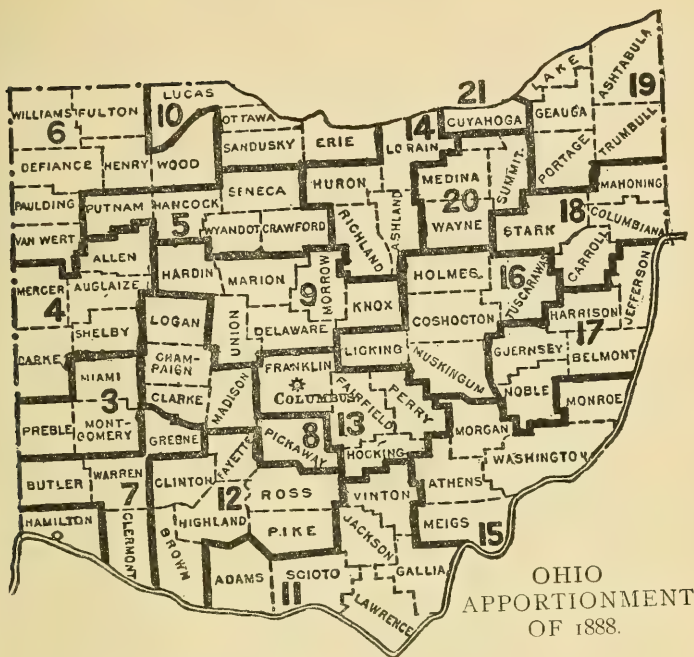 LUCAS
10
WILLIAMS
FULTON
6
OTTAWA
SANDUSKY
ERIE
14
LORAIN
21
CUYAHOGA
LAKE
ASHTABULA
19
GEAUGA
TRUMBULL
PORTAGE
DEFIANCE
HENRY
WOOD
SENECA
HURON
MEDINA
SUMMIT
20
WAYNE
MAHONING
18
COLUMBIANA
STARK
CARROLL
PAULDING
PUTNAM
HANCOCK
5
VAN WERT
WYANDOT
CRAWFORD
RICHLAND
ASHLAND
ALLEN
HARDIN
MARION
9
MORROW
HOLMES
16
TUSCARAWAS
JEFFERSON
MERCER
4
AUGLAIZE
SHELBY
LOGAN
UNION
DELAWARE
KNOX
COSHOCTON
HARRISON
17
GUERNSEY
BELMONT
DARKE
MIAMI
CHAM-
PAIGN
LICKING
MUSKINGUM
FRANKLIN
COLUMBUS
FAIRFIELD
PERRY
NOBLE
MONROE
3
PREBLE
MONT-
GOMERY
CLARKE
MADISON
8
PICKAWAY
13
HOCKING
MORGAN
WASHINGTON
GREENE
BUTLER
WARREN
7
CLINTON
FAYETTE
12
ROSS
VINTON
ATHENS
HAMILTON
CLERMONT
BROWN
HIGHLAND
PIKE
JACKSON
MEIGS
15
ADAMS
SCIOTO
11
GALLIA
LAWRENCE
OHIO
APPORTIONMENT
OF 1888.